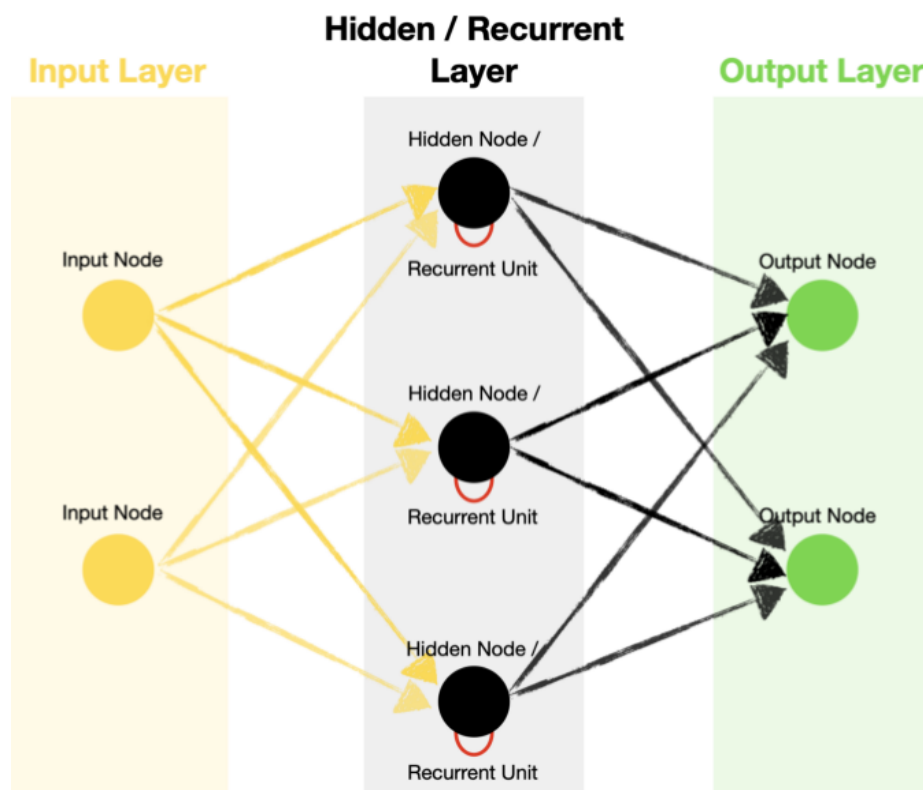 Hidden / Recurrent
Layer
Input Layer
Output Layer
Hidden Node /
Recurrent Unit
Input Node
Output Node
Hidden Node /
Recurrent Unit
Input Node
Output Node
Hidden Node /
Recurrent Unit